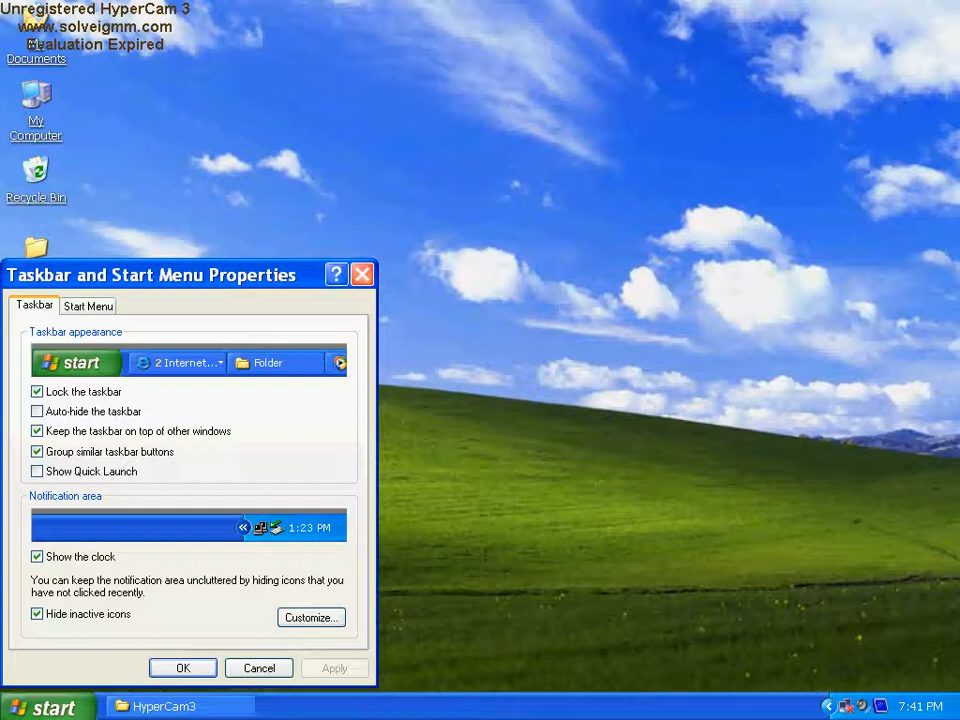 Unregistered HyperCam 3
www.solveigmm.com
Evaluation Expired
My
Documents
My
Computer
Recycle Bin
Taskbar and Start Menu Properties
Taskbar
Start Menu
Taskbar appearance
start
2 Internet...
Folder
Lock the taskbar
Auto-hide the taskbar
Keep the taskbar on top of other windows
Group similar taskbar buttons
Show Quick Launch
Notification area
1:23 PM
Show the clock
You can keep the notification area uncluttered by hiding icons that you
have not clicked recently.
Hide inactive icons
Customize...
OK
Cancel
Apply
start
HyperCam3
7:41 PM